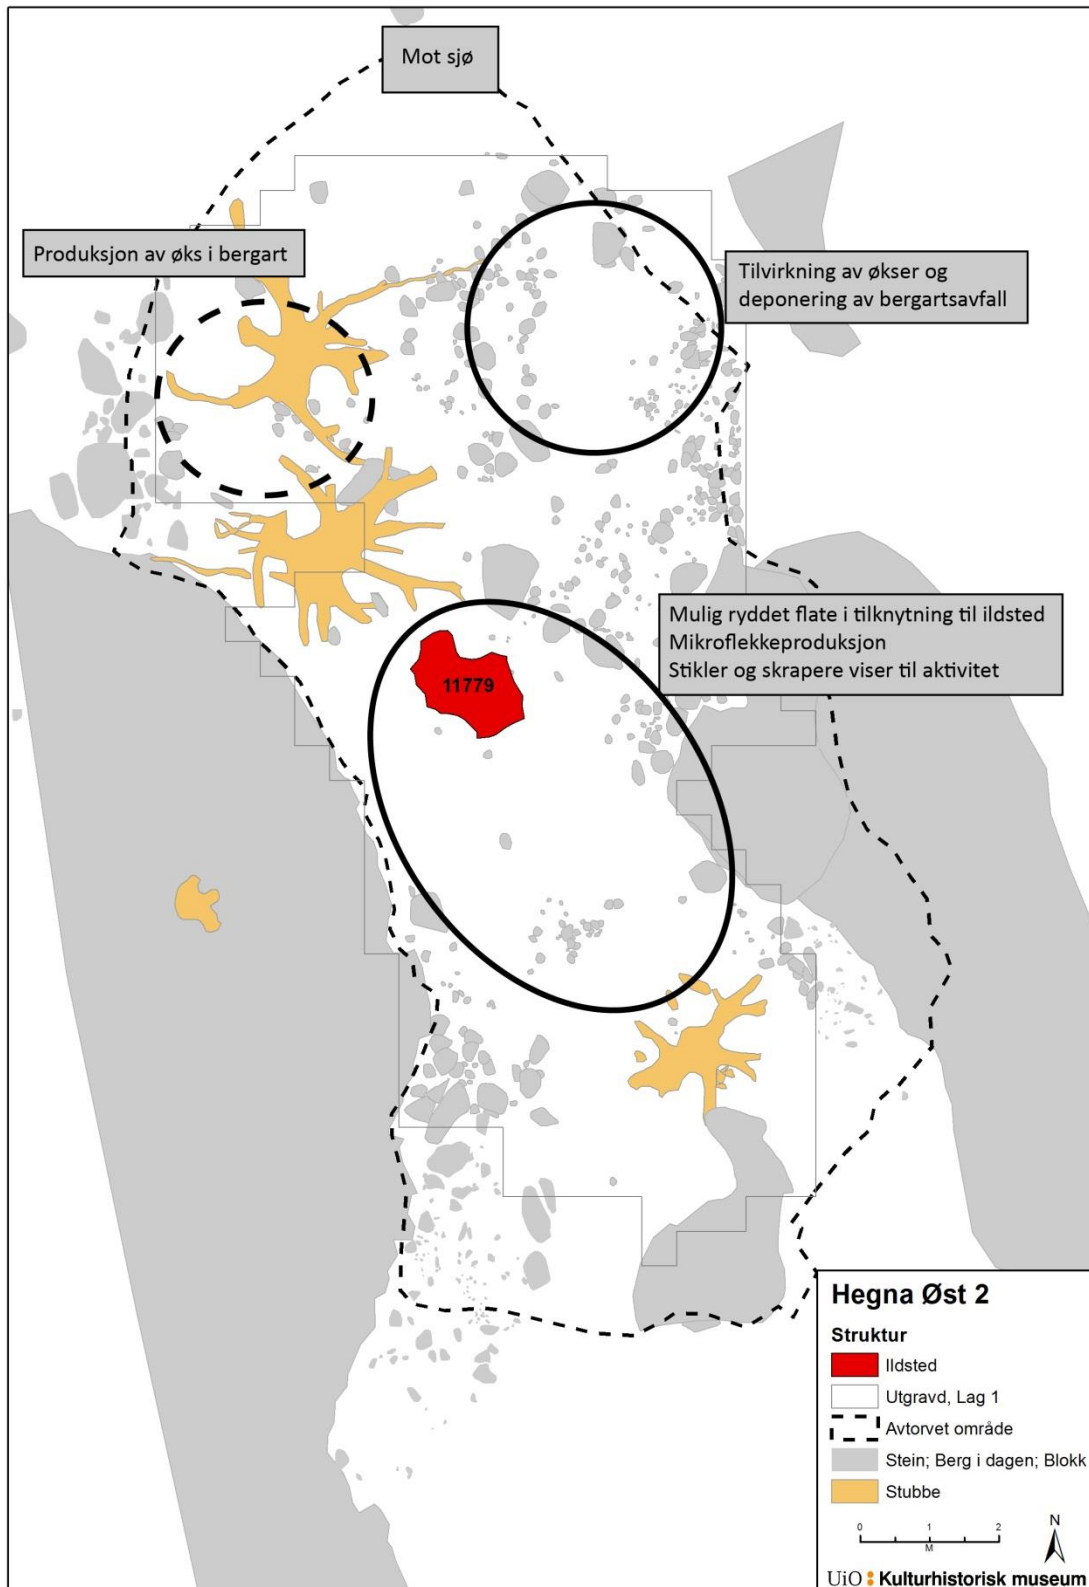 Mot sjø
Produksjon av øks i bergart
Tilvirkning av økser og
deponering av bergartsavfall
Mulig ryddet flate i tilknytning til ildsted
Mikroflekkeproduksjon
Stikler og skrapere viser til aktivitet
11779
Hegna Øst 2
Struktur
Ildsted
Utgravd, Lag 1
Avtorvet område
Stein; Berg i dagen; Blokk
Stubbe
0 1 2
M
N
UiO : Kulturhistorisk museum